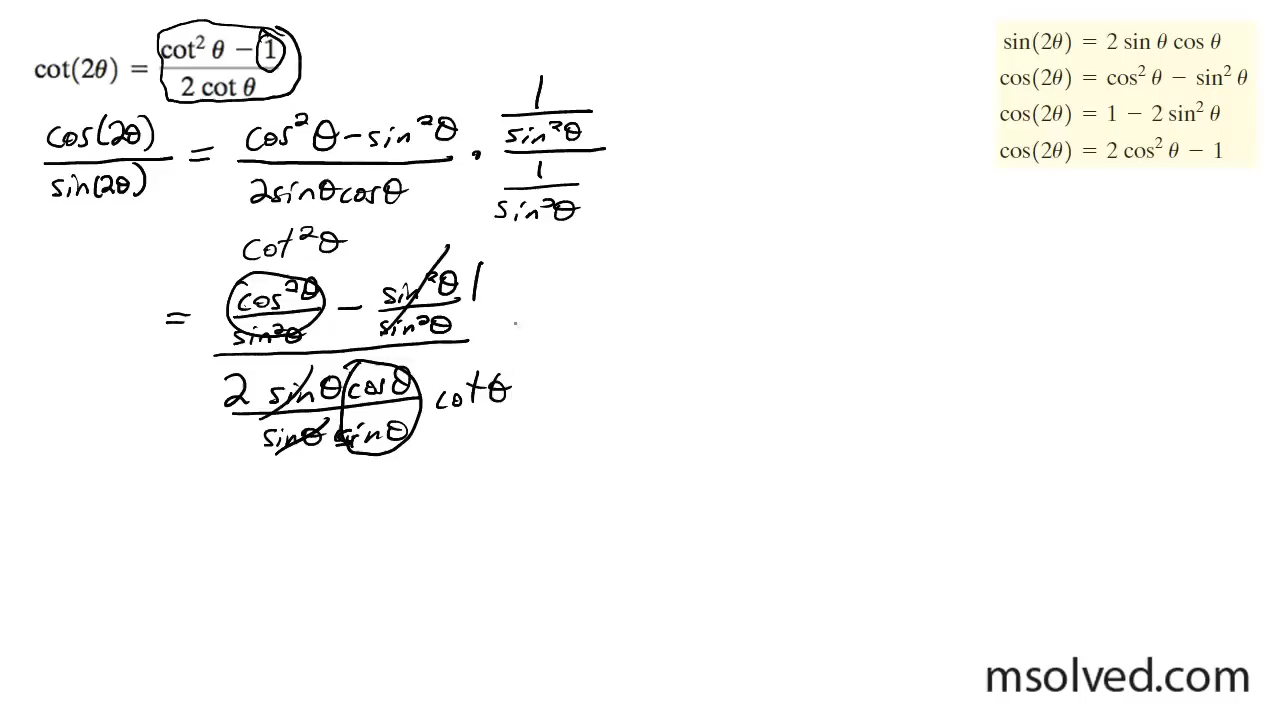 cot(2θ) = (cot² θ − 1)/(2 cot θ)
cos(2θ)/sin(2θ) = (cos²θ − sin²θ)/(2sinθcosθ) · (1/sin²θ)/(1/sin²θ)
cot²θ
= (cos²θ/sin²θ − sin²θ/sin²θ 1)/(2 sinθ cosθ/sinθ sinθ) cotθ
sin(2θ) = 2 sin θ cos θ
cos(2θ) = cos² θ − sin² θ
cos(2θ) = 1 − 2 sin² θ
cos(2θ) = 2 cos² θ − 1
msolved.com